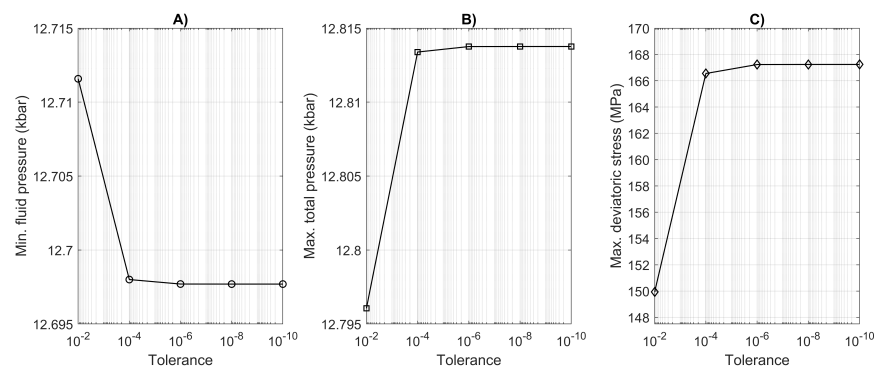 A)
12.715
12.71
12.705
12.7
12.695
Min. fluid pressure (kbar)
10^-2 10^-4 10^-6 10^-8 10^-10
Tolerance
B)
12.815
12.81
12.805
12.8
12.795
Max. total pressure (kbar)
10^-2 10^-4 10^-6 10^-8 10^-10
Tolerance
C)
170
168
166
164
162
160
158
156
154
152
150
148
Max. deviatoric stress (MPa)
10^-2 10^-4 10^-6 10^-8 10^-10
Tolerance